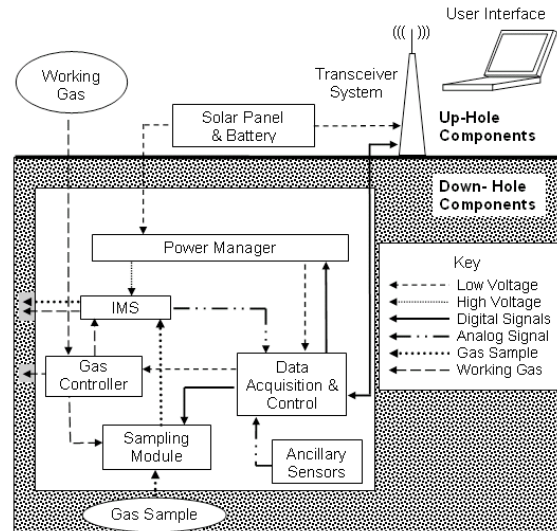 User Interface
Working
Gas
Transceiver
System
Solar Panel
& Battery
Up-Hole
Components
Down- Hole
Components
Power Manager
Key
Low Voltage
High Voltage
Digital Signals
Analog Signal
Gas Sample
Working Gas
IMS
Gas
Controller
Data
Acquisition &
Control
Sampling
Module
Ancillary
Sensors
Gas Sample